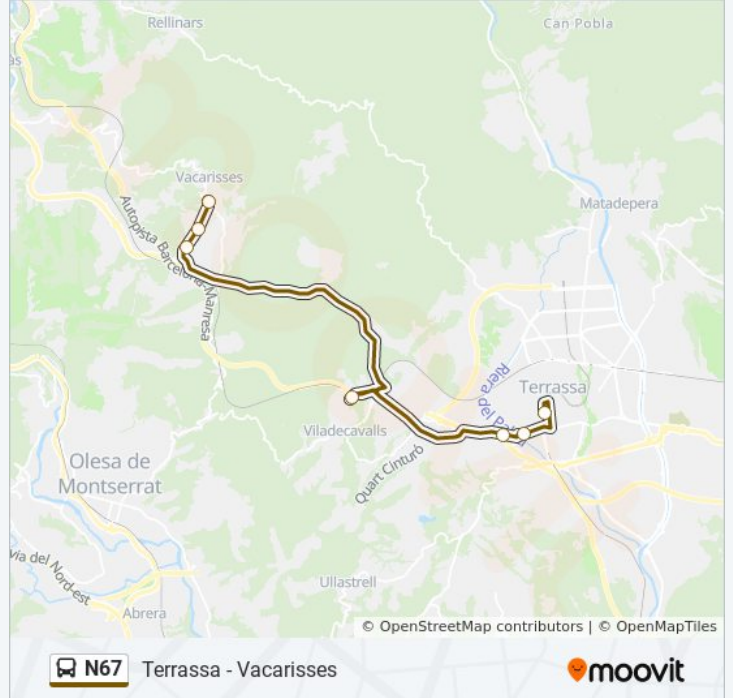 Rellinars
Can Pobla
as
Vacarisses
Matadepera
Autopista Barcelona-Manresa
Riera del Palau
Terrassa
Viladecavalls
Quart Cinturó
Olesa de
Montserrat
via del Nord-est
Ullastrell
Abrera
© OpenStreetMap contributors | © OpenMapTiles
N67 Terrassa - Vacarisses
moovit